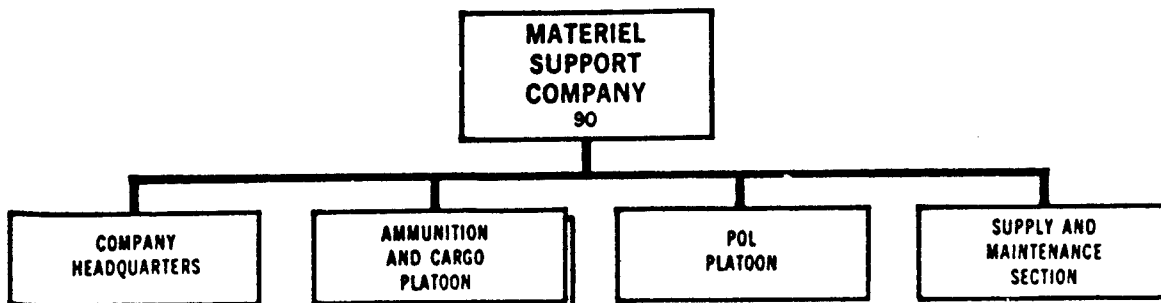 MATERIEL
SUPPORT
COMPANY
90
COMPANY
HEADQUARTERS
AMMUNITION
AND CARGO
PLATOON
POL
PLATOON
SUPPLY AND
MAINTENANCE
SECTION